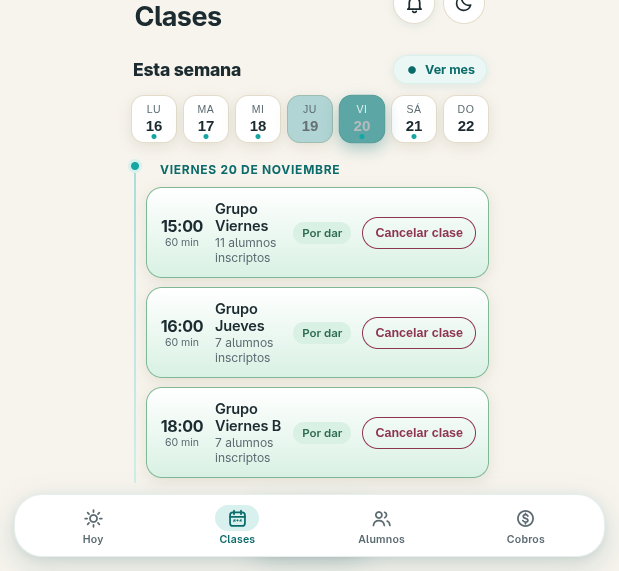 Clases
Esta semana
Ver mes
LU MA MI JU VI SÁ DO
16 17 18 19 20 21 22
VIERNES 20 DE NOVIEMBRE
15:00
60 min
Grupo
Viernes
11 alumnos
inscriptos
Por dar
Cancelar clase
16:00
60 min
Grupo
Jueves
7 alumnos
inscriptos
Por dar
Cancelar clase
18:00
60 min
Grupo
Viernes B
7 alumnos
inscriptos
Por dar
Cancelar clase
Hoy Clases Alumnos Cobros